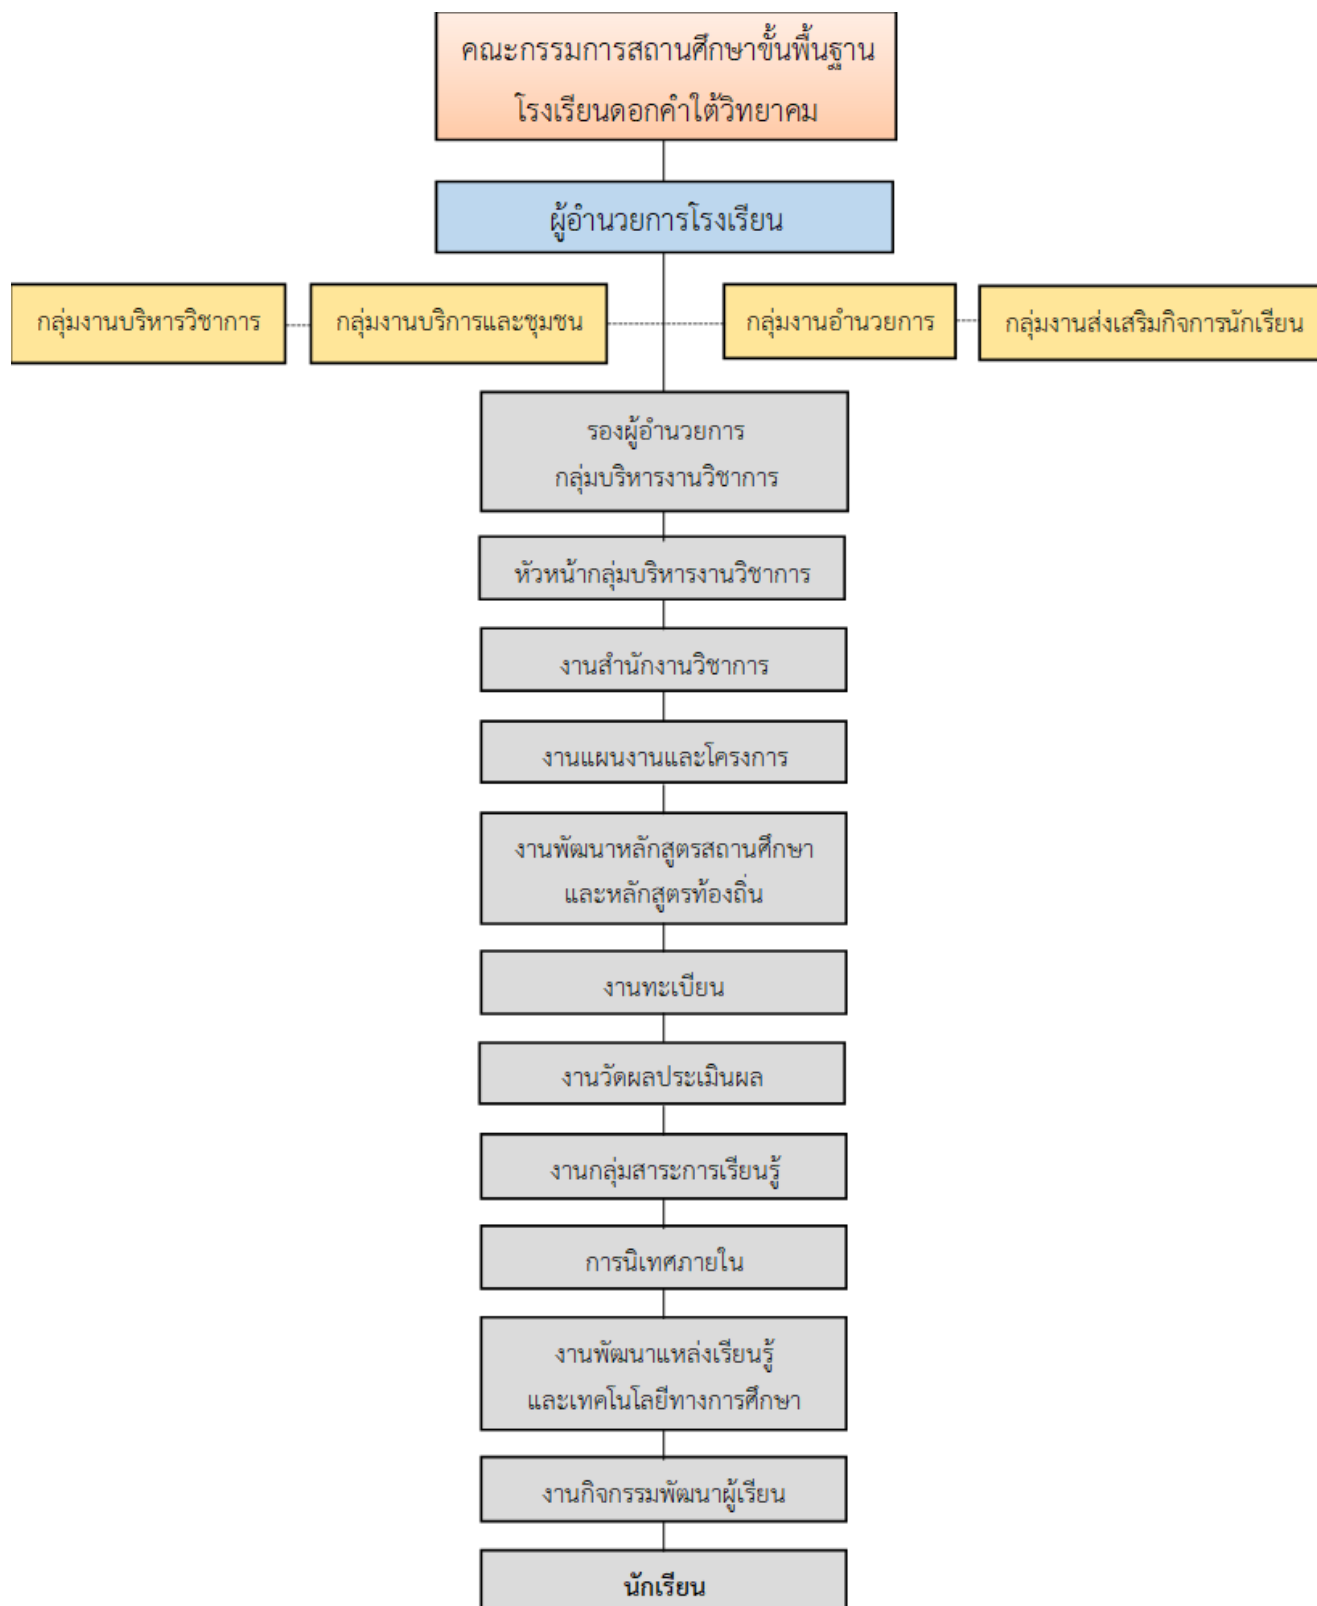 คณะกรรมการสถานศึกษาขั้นพื้นฐาน
โรงเรียนดอกคำใต้วิทยาคม
ผู้อำนวยการโรงเรียน
กลุ่มงานบริหารวิชาการ
กลุ่มงานบริการและชุมชน
กลุ่มงานอำนวยการ
กลุ่มงานส่งเสริมกิจการนักเรียน
รองผู้อำนวยการ
กลุ่มบริหารงานวิชาการ
หัวหน้ากลุ่มบริหารงานวิชาการ
งานสำนักงานวิชาการ
งานแผนงานและโครงการ
งานพัฒนาหลักสูตรสถานศึกษา
และหลักสูตรท้องถิ่น
งานทะเบียน
งานวัดผลประเมินผล
งานกลุ่มสาระการเรียนรู้
การนิเทศภายใน
งานพัฒนาแหล่งเรียนรู้
และเทคโนโลยีทางการศึกษา
งานกิจกรรมพัฒนาผู้เรียน
นักเรียน